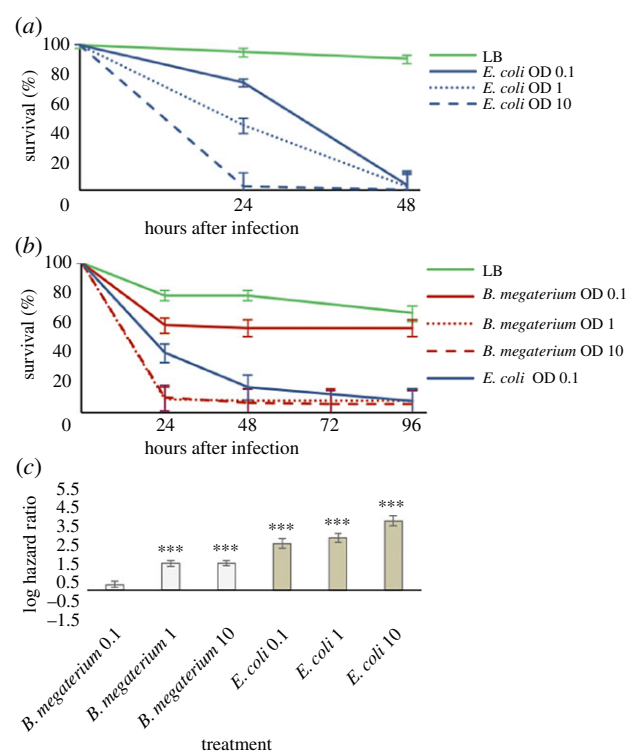 (a)
100
80
60
40
20
0
survival (%)
24
48
hours after infection
LB
E. coli OD 0.1
E. coli OD 1
E. coli OD 10
(b)
100
80
60
40
20
0
survival (%)
24
48
72
96
hours after infection
LB
B. megaterium OD 0.1
B. megaterium OD 1
B. megaterium OD 10
E. coli OD 0.1
(c)
5.5
4.5
3.5
2.5
1.5
0.5
–0.5
–1.5
log hazard ratio
***
***
***
***
***
B. megaterium 0.1
B. megaterium 1
B. megaterium 10
E. coli 0.1
E. coli 1
E. coli 10
treatment